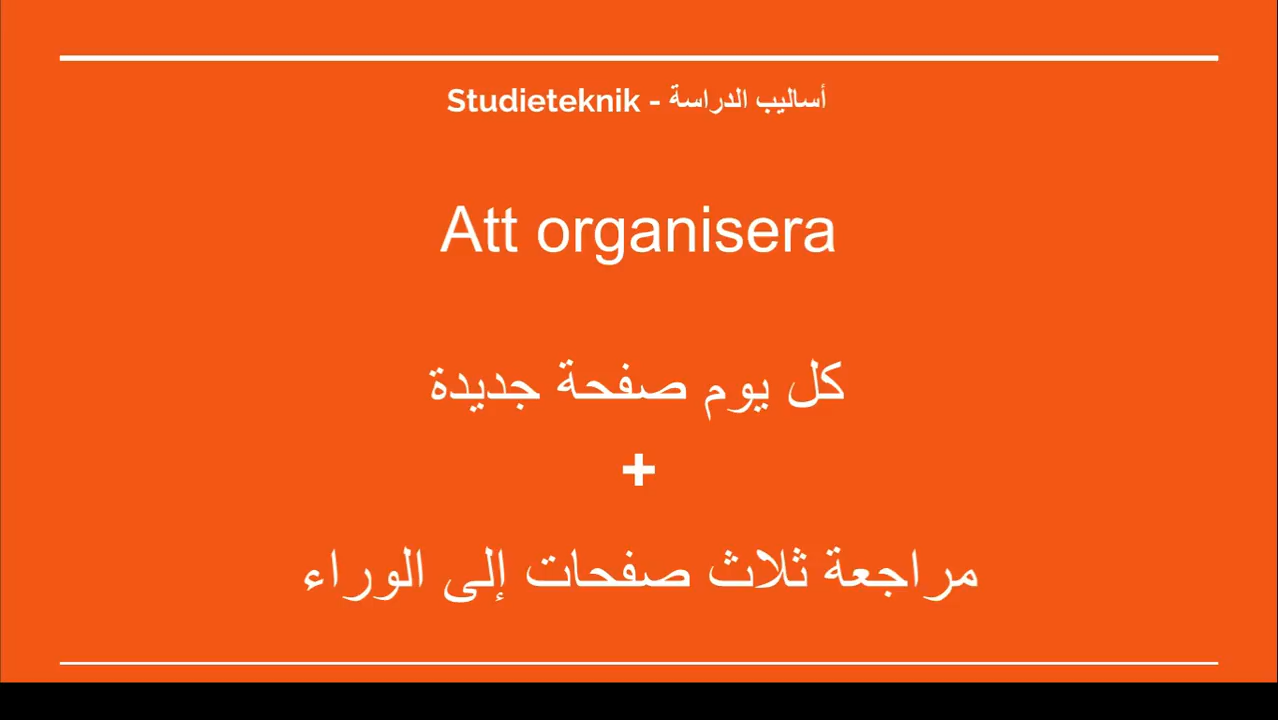 Studieteknik - أساليب الدراسة
Att organisera
كل يوم صفحة جديدة
+
مراجعة ثلاث صفحات إلى الوراء